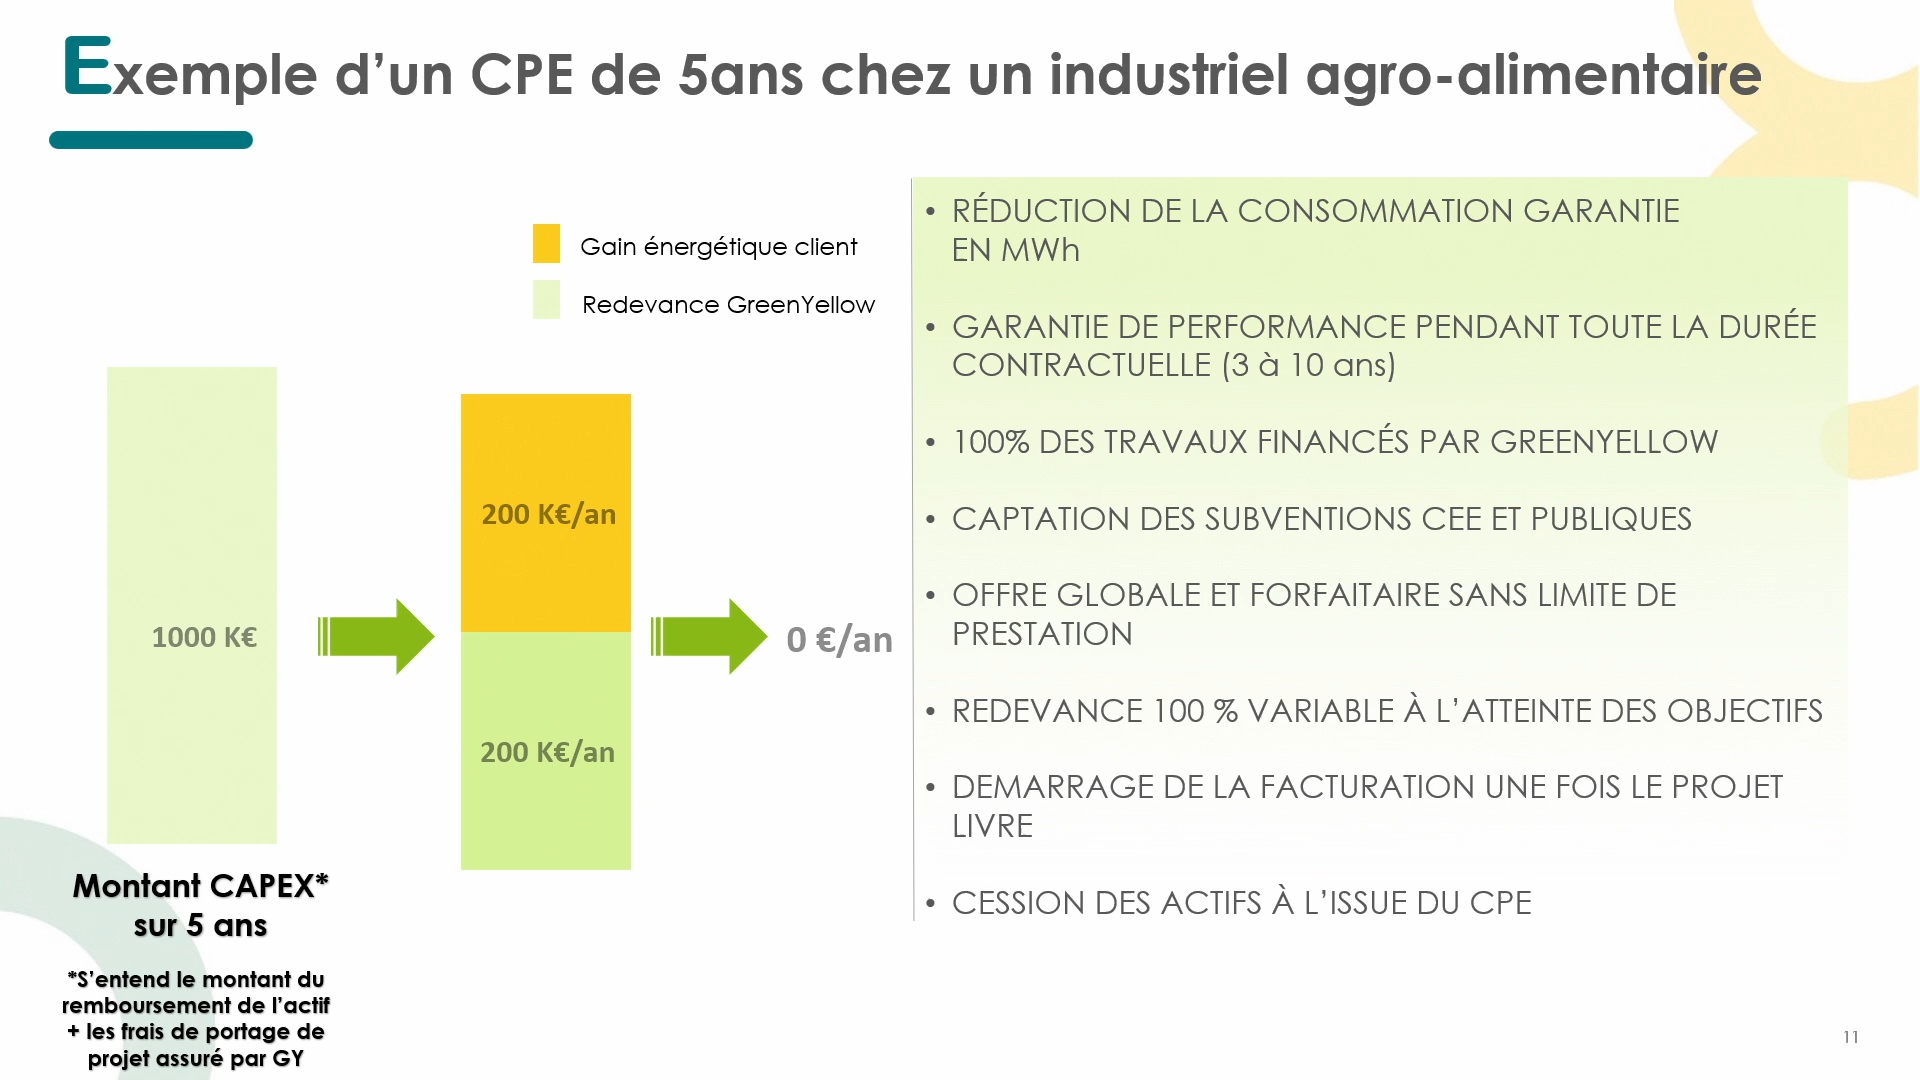 Exemple d’un CPE de 5ans chez un industriel agro-alimentaire
Gain énergétique client
Redevance GreenYellow
1000 K€
200 K€/an
200 K€/an
0 €/an
Montant CAPEX*
sur 5 ans
*S’entend le montant du
remboursement de l’actif
+ les frais de portage de
projet assuré par GY
• RÉDUCTION DE LA CONSOMMATION GARANTIE
EN MWh
• GARANTIE DE PERFORMANCE PENDANT TOUTE LA DURÉE
CONTRACTUELLE (3 à 10 ans)
• 100% DES TRAVAUX FINANCÉS PAR GREENYELLOW
• CAPTATION DES SUBVENTIONS CEE ET PUBLIQUES
• OFFRE GLOBALE ET FORFAITAIRE SANS LIMITE DE
PRESTATION
• REDEVANCE 100 % VARIABLE À L’ATTEINTE DES OBJECTIFS
• DEMARRAGE DE LA FACTURATION UNE FOIS LE PROJET
LIVRE
• CESSION DES ACTIFS À L’ISSUE DU CPE
11